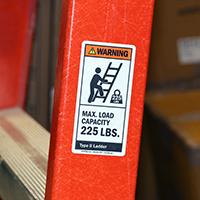 WARNING
MAX. LOAD
CAPACITY
225 LBS.
Type II Ladder